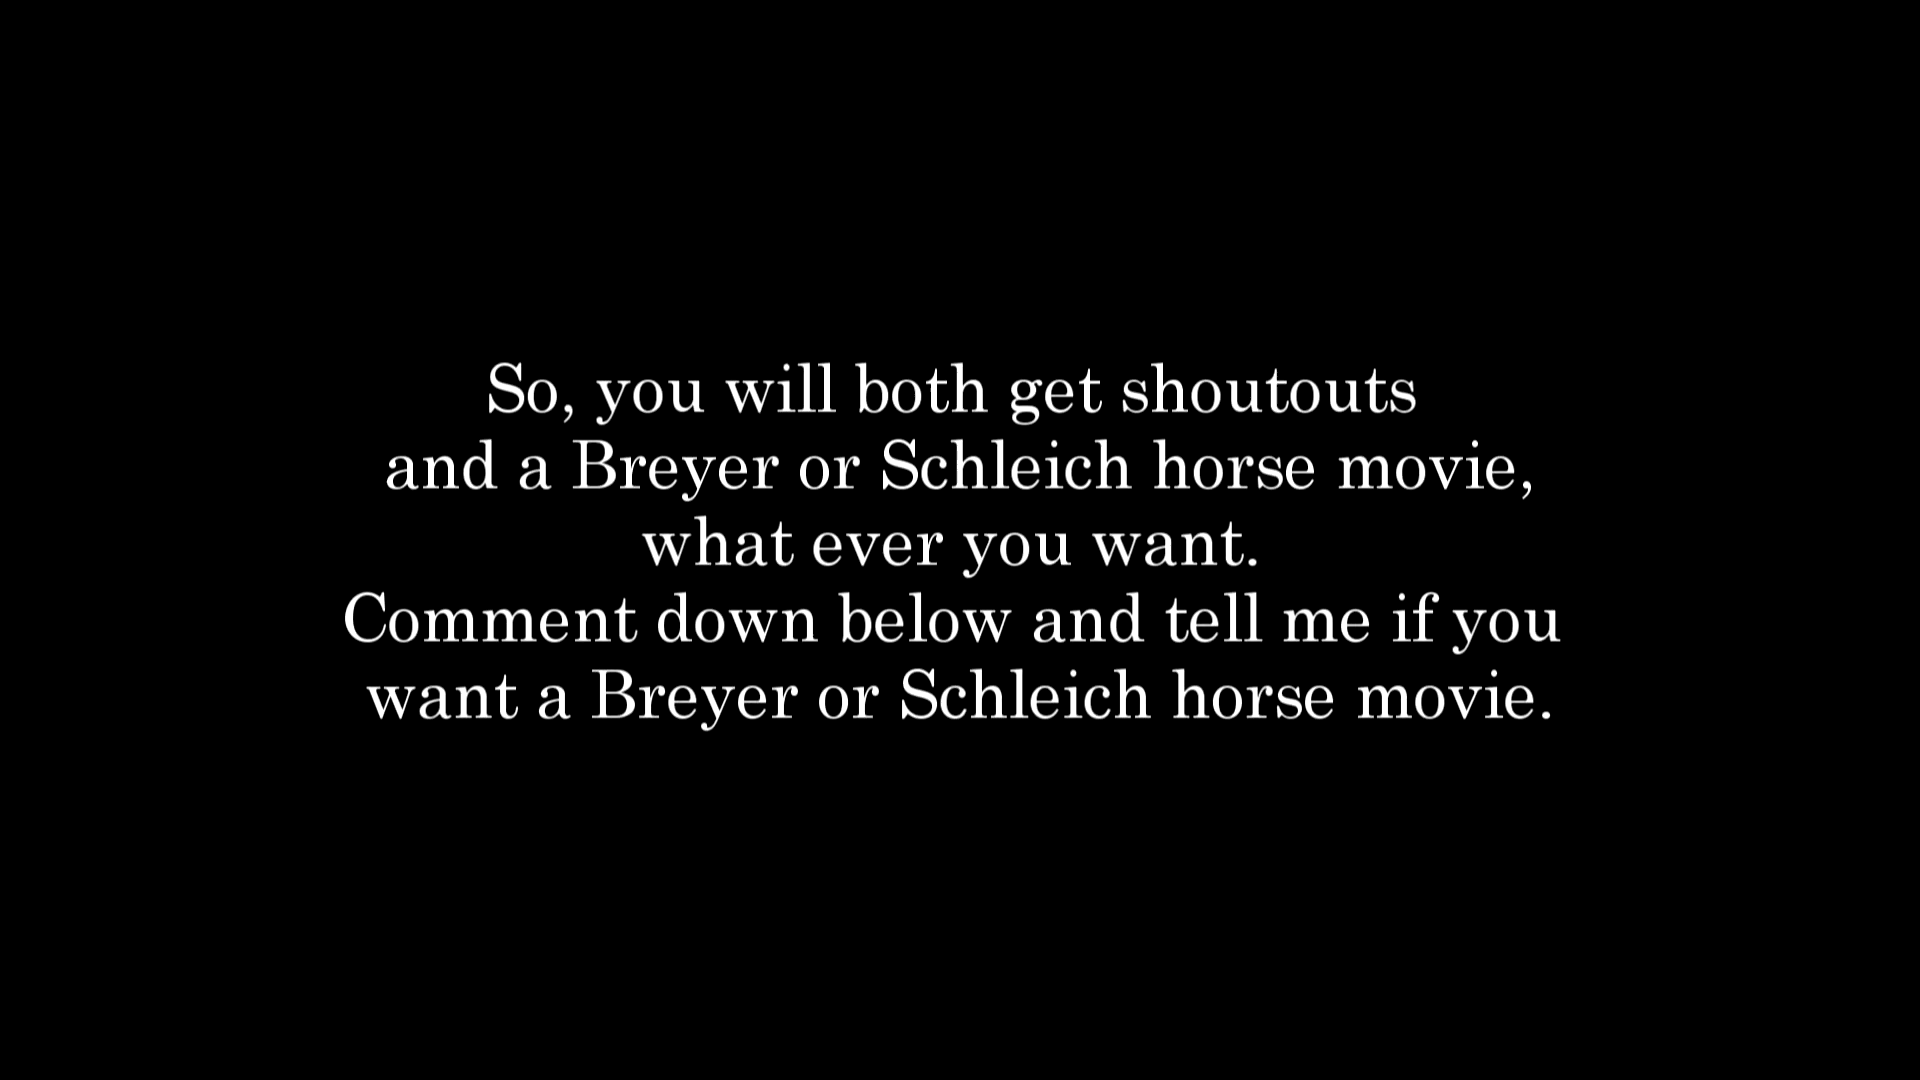 So, you will both get shoutouts
and a Breyer or Schleich horse movie,
what ever you want.
Comment down below and tell me if you
want a Breyer or Schleich horse movie.